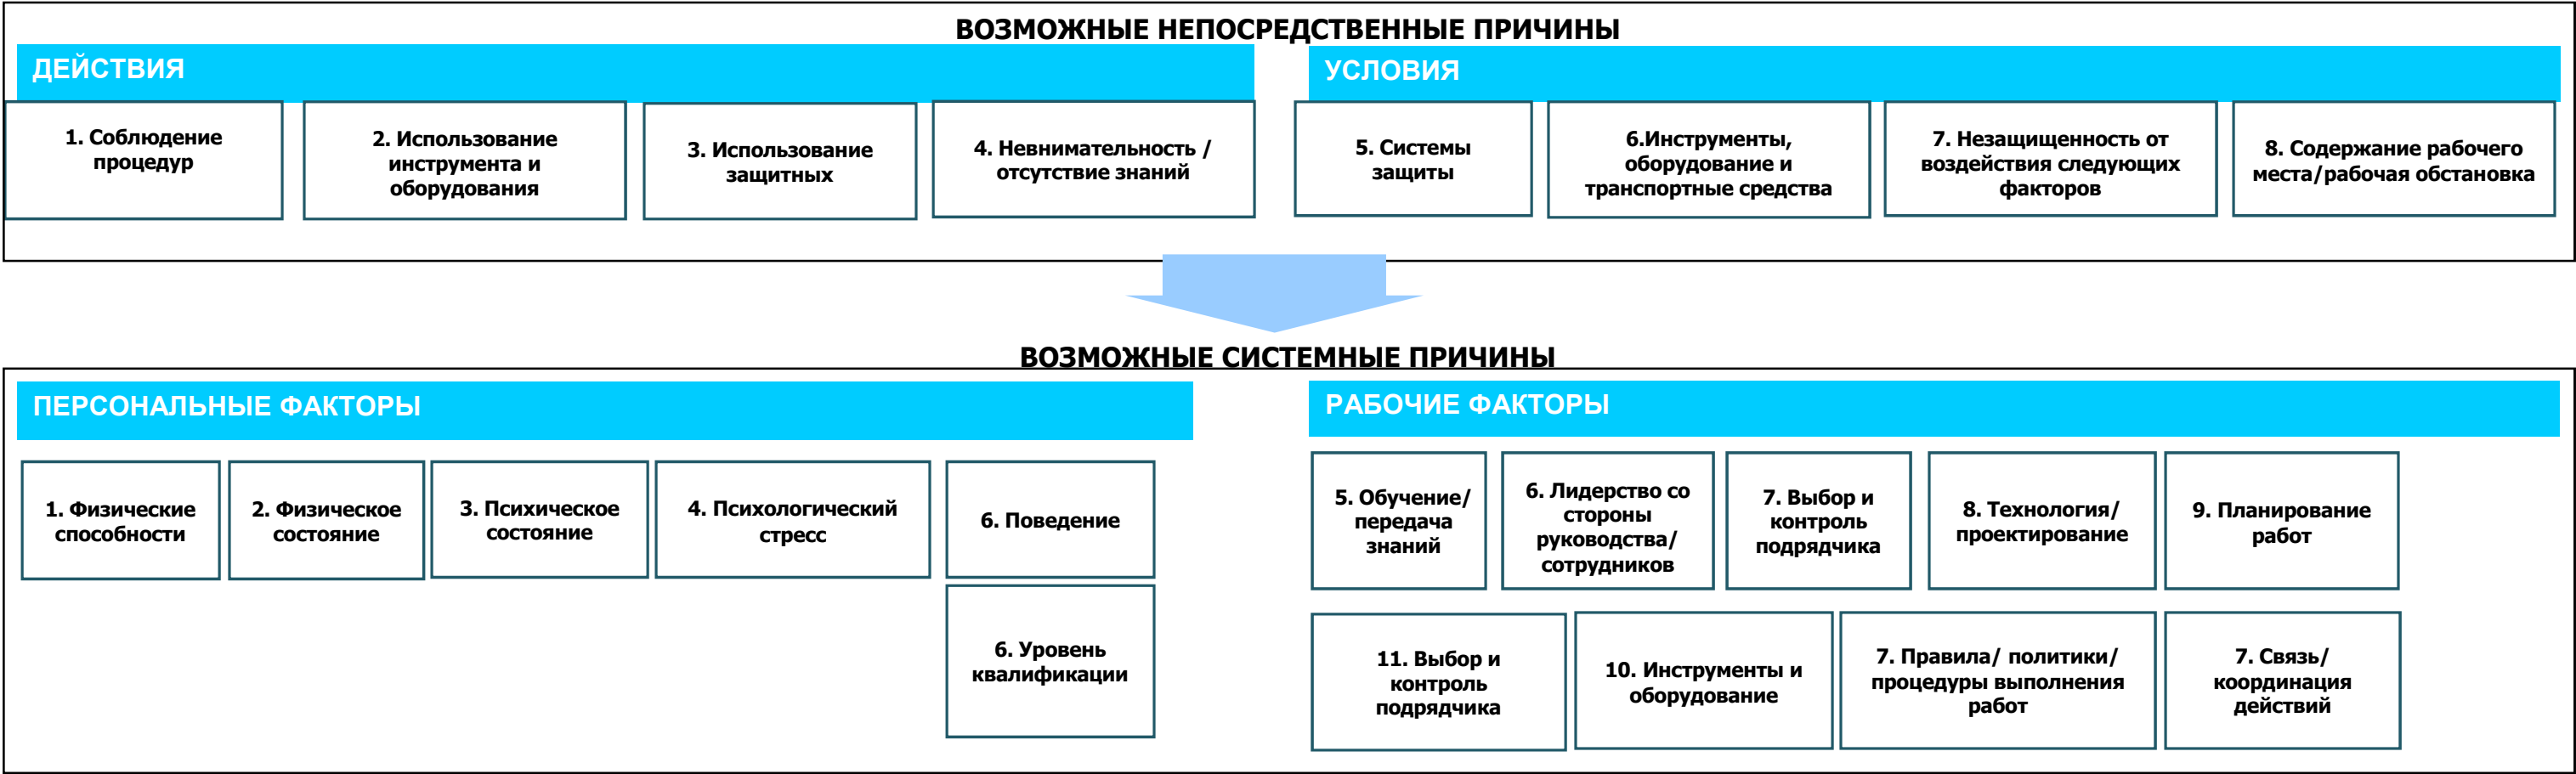 ВОЗМОЖНЫЕ НЕПОСРЕДСТВЕННЫЕ ПРИЧИНЫ
ДЕЙСТВИЯ
1. Соблюдение
процедур
2. Использование
инструмента и
оборудования
3. Использование
защитных
4. Невнимательность /
отсутствие знаний
УСЛОВИЯ
5. Системы
защиты
6.Инструменты,
оборудование и
транспортные средства
7. Незащищенность от
воздействия следующих
факторов
8. Содержание рабочего
места/рабочая обстановка
ВОЗМОЖНЫЕ СИСТЕМНЫЕ ПРИЧИНЫ
ПЕРСОНАЛЬНЫЕ ФАКТОРЫ
1. Физические
способности
2. Физическое
состояние
3. Психическое
состояние
4. Психологический
стресс
6. Поведение
6. Уровень
квалификации
РАБОЧИЕ ФАКТОРЫ
5. Обучение/
передача
знаний
6. Лидерство со
стороны
руководства/
сотрудников
7. Выбор и
контроль
подрядчика
8. Технология/
проектирование
9. Планирование
работ
11. Выбор и
контроль
подрядчика
10. Инструменты и
оборудование
7. Правила/ политики/
процедуры выполнения
работ
7. Связь/
координация
действий